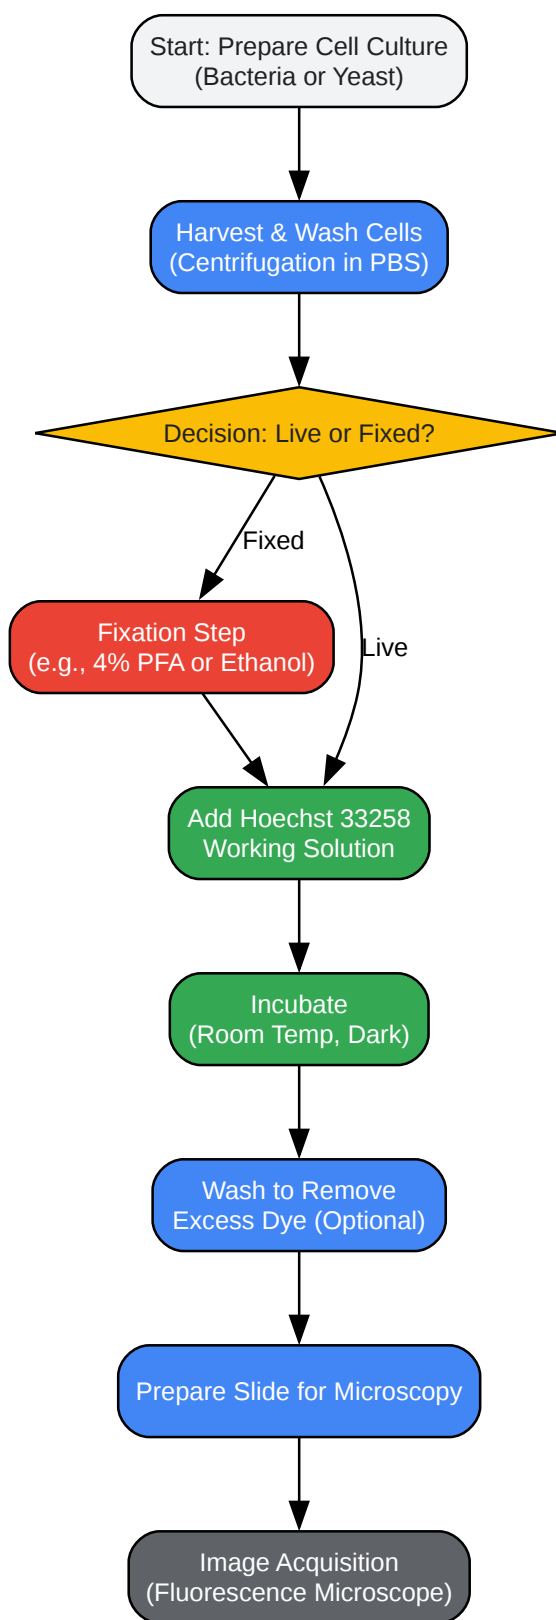 Start: Prepare Cell Culture
(Bacteria or Yeast)
Harvest & Wash Cells
(Centrifugation in PBS)
Decision: Live or Fixed?
Fixed
Fixation Step
(e.g., 4% PFA or Ethanol)
Live
Add Hoechst 33258
Working Solution
Incubate
(Room Temp, Dark)
Wash to Remove
Excess Dye (Optional)
Prepare Slide for Microscopy
Image Acquisition
(Fluorescence Microscope)